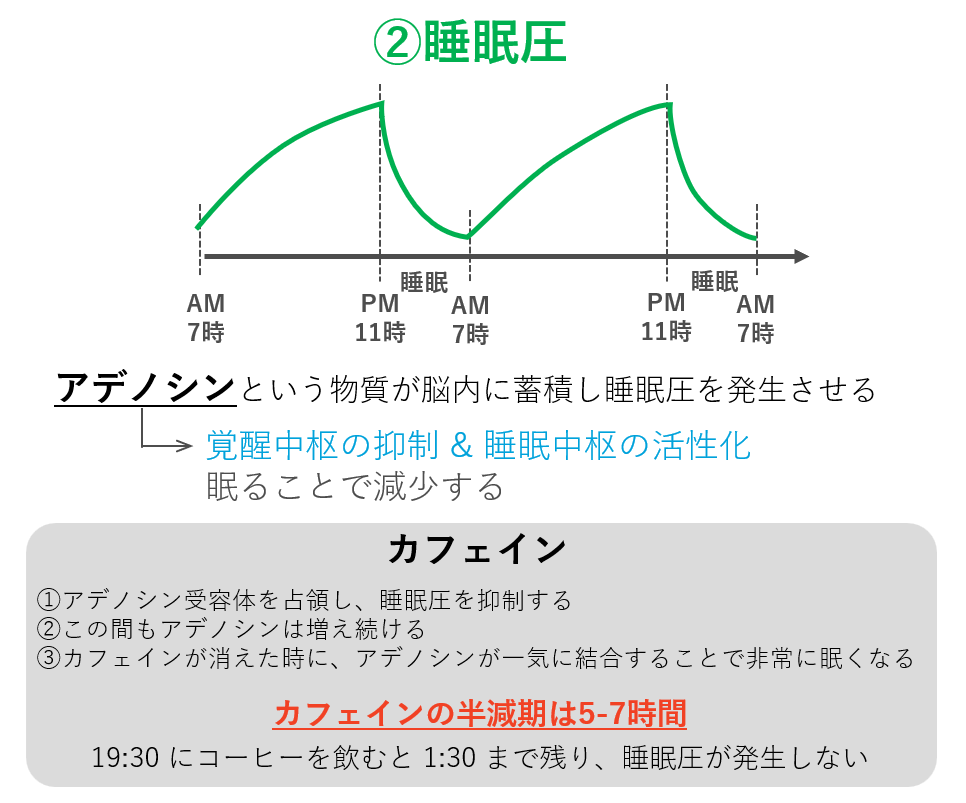 ②睡眠圧
睡眠
睡眠
AM
7時
PM
11時
AM
7時
PM
11時
AM
7時
アデノシンという物質が脳内に蓄積し睡眠圧を発生させる
覚醒中枢の抑制 & 睡眠中枢の活性化
眠ることで減少する
カフェイン
①アデノシン受容体を占領し、睡眠圧を抑制する
②この間もアデノシンは増え続ける
③カフェインが消えた時に、アデノシンが一気に結合することで非常に眠くなる
カフェインの半減期は5-7時間
19:30 にコーヒーを飲むと 1:30 まで残り、睡眠圧が発生しない